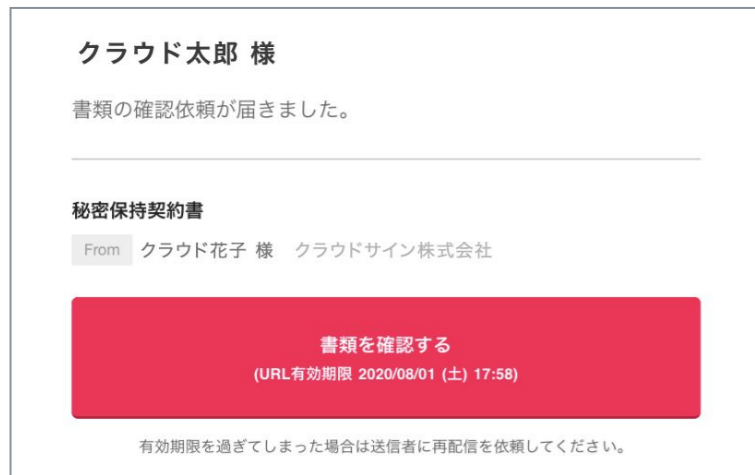 クラウド太郎 様
書類の確認依頼が届きました。
秘密保持契約書
From クラウド花子 様 クラウドサイン株式会社
書類を確認する
(URL有効期限 2020/08/01 (土) 17:58)
有効期限を過ぎてしまった場合は送信者に再配信を依頼してください。